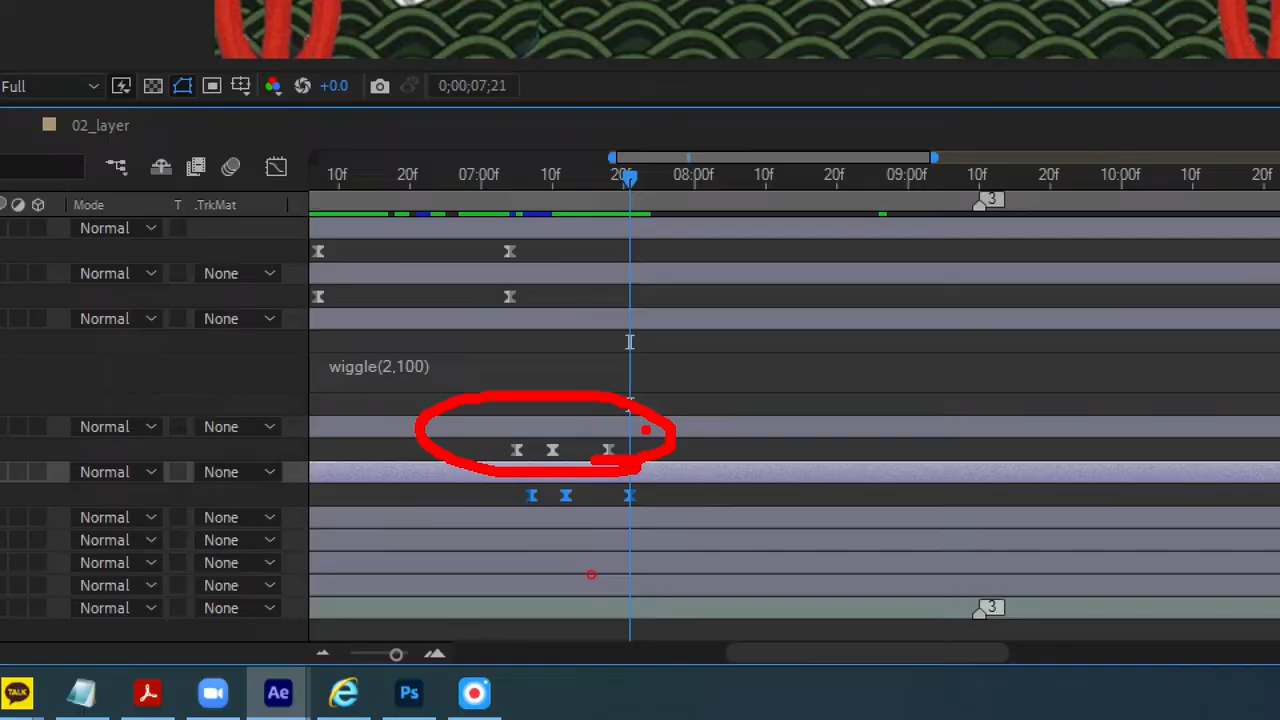 Full +0.0 0;00;07;21
02_layer
10f 20f 07:00f 10f 20f 08:00f 10f 20f 09:00f 10f 20f 10:00f 10f 20f
3
Mode T .TrkMat
Normal
Normal None
Normal None
wiggle(2,100)
Normal None
Normal None
Normal None
Normal None
Normal None
Normal None
Normal None 3
TALK Ae Ps